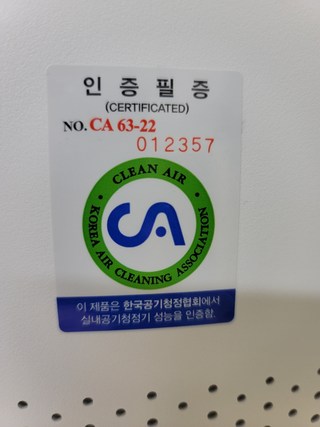 인증필증
(CERTIFICATED)
NO. CA 63-22
012357
CLEAN AIR
CA
KOREA AIR CLEANING ASSOCIATION
이 제품은 한국공기청정협회에서
실내공기청정기 성능을 인증함.